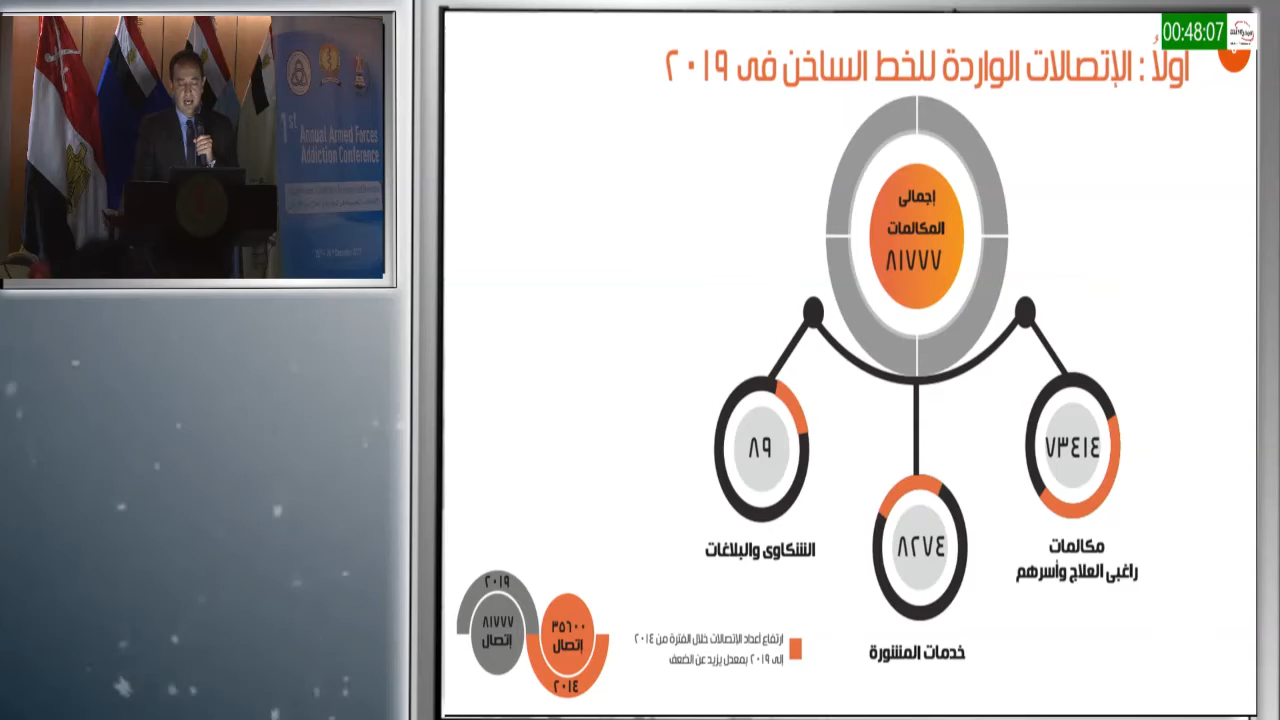 00:48:07
أولاً : الإتصالات الواردة للخط الساخن فى ٢٠١٩
إجمالى
المكالمات
٨١٧٧٧
٧٣٤١٤
مكالمات
راغبى العلاج وأسرهم
٨٢٧٤
خدمات المشورة
٨٩
الشكاوى والبلاغات
ارتفاع أعداد الإتصالات خلال الفترة من ٢٠١٤
إلى ٢٠١٩ بمعدل يزيد عن الضعف
٣٥٦٠٠
إتصال
٢٠١٤
٢٠١٩
٨١٧٧٧
إتصال
1st
Annual Armed Forces
Addiction Conference